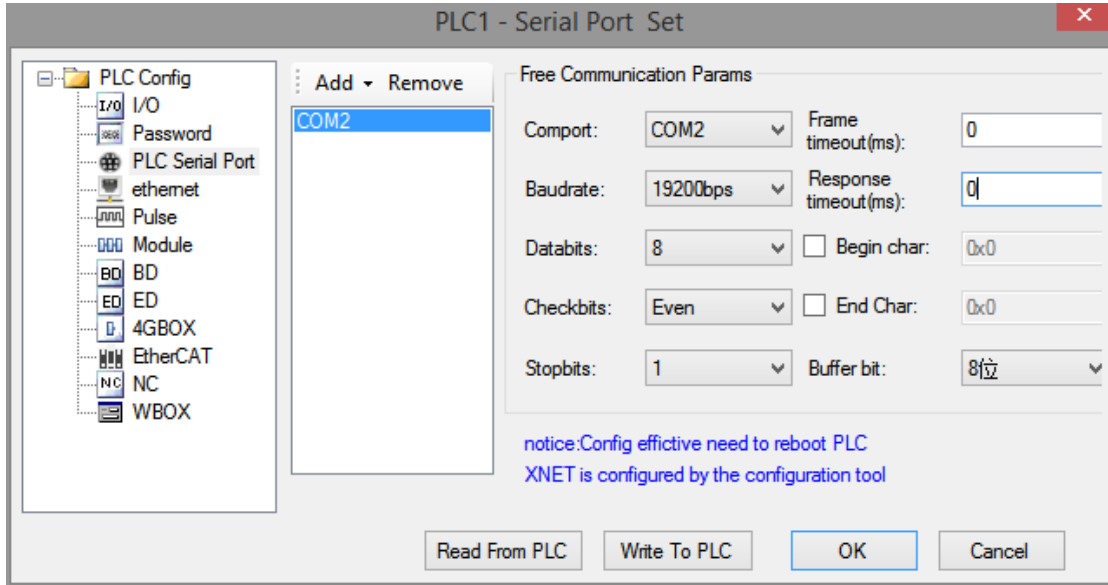 PLC1 - Serial Port Set
PLC Config
I/O I/O
Password
PLC Serial Port
ethernet
Pulse
Module
BD BD
ED ED
4GBOX
EtherCAT
NC NC
WBOX
Add Remove
COM2
Free Communication Params
Comport: COM2
Frame timeout(ms): 0
Baudrate: 19200bps
Response timeout(ms): 0
Databits: 8
Begin char: 0x0
Checkbits: Even
End Char: 0x0
Stopbits: 1
Buffer bit: 8位
notice:Config effictive need to reboot PLC
XNET is configured by the configuration tool
Read From PLC Write To PLC OK Cancel